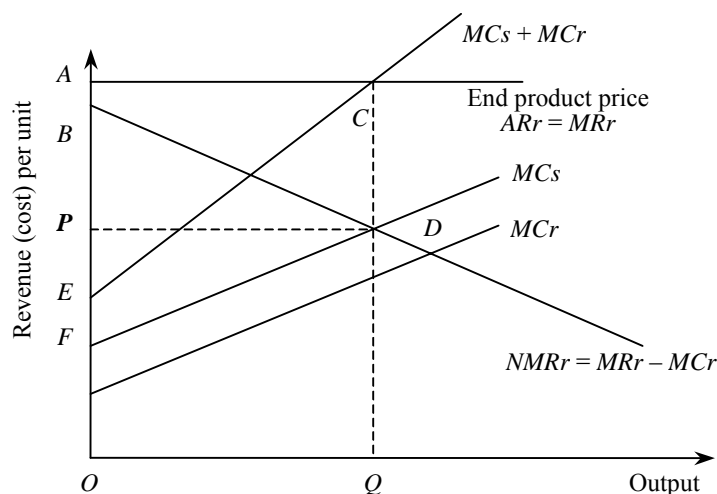 MCs + MCr
A
End product price
ARr = MRr
C
B
MCs
P
D
MCr
E
F
NMRr = MRr – MCr
O
Q
Output
Revenue (cost) per unit